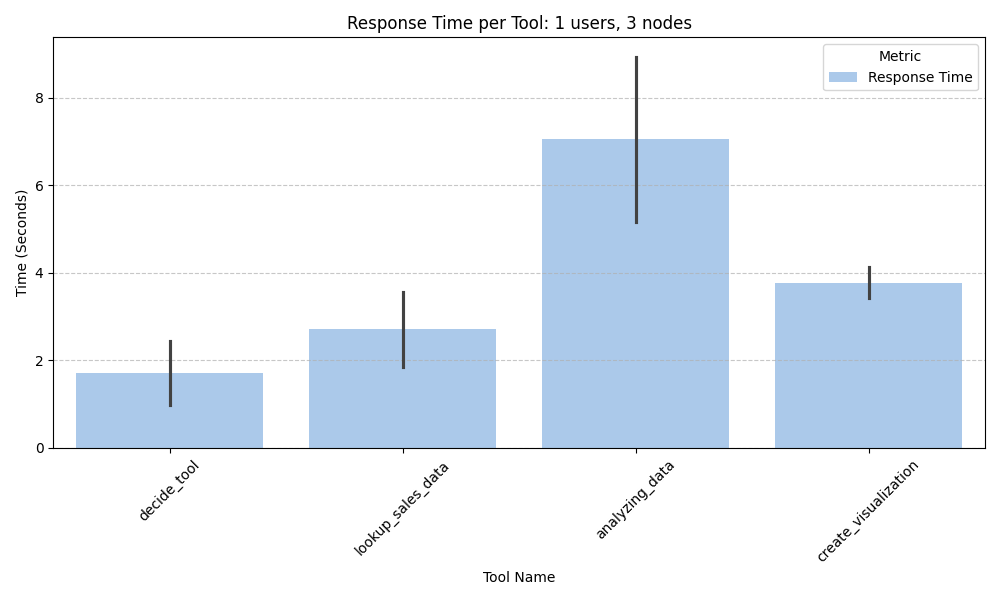 Response Time per Tool: 1 users, 3 nodes
Metric
Response Time
Time (Seconds)
8
6
4
2
0
decide_tool
lookup_sales_data
analyzing_data
create_visualization
Tool Name